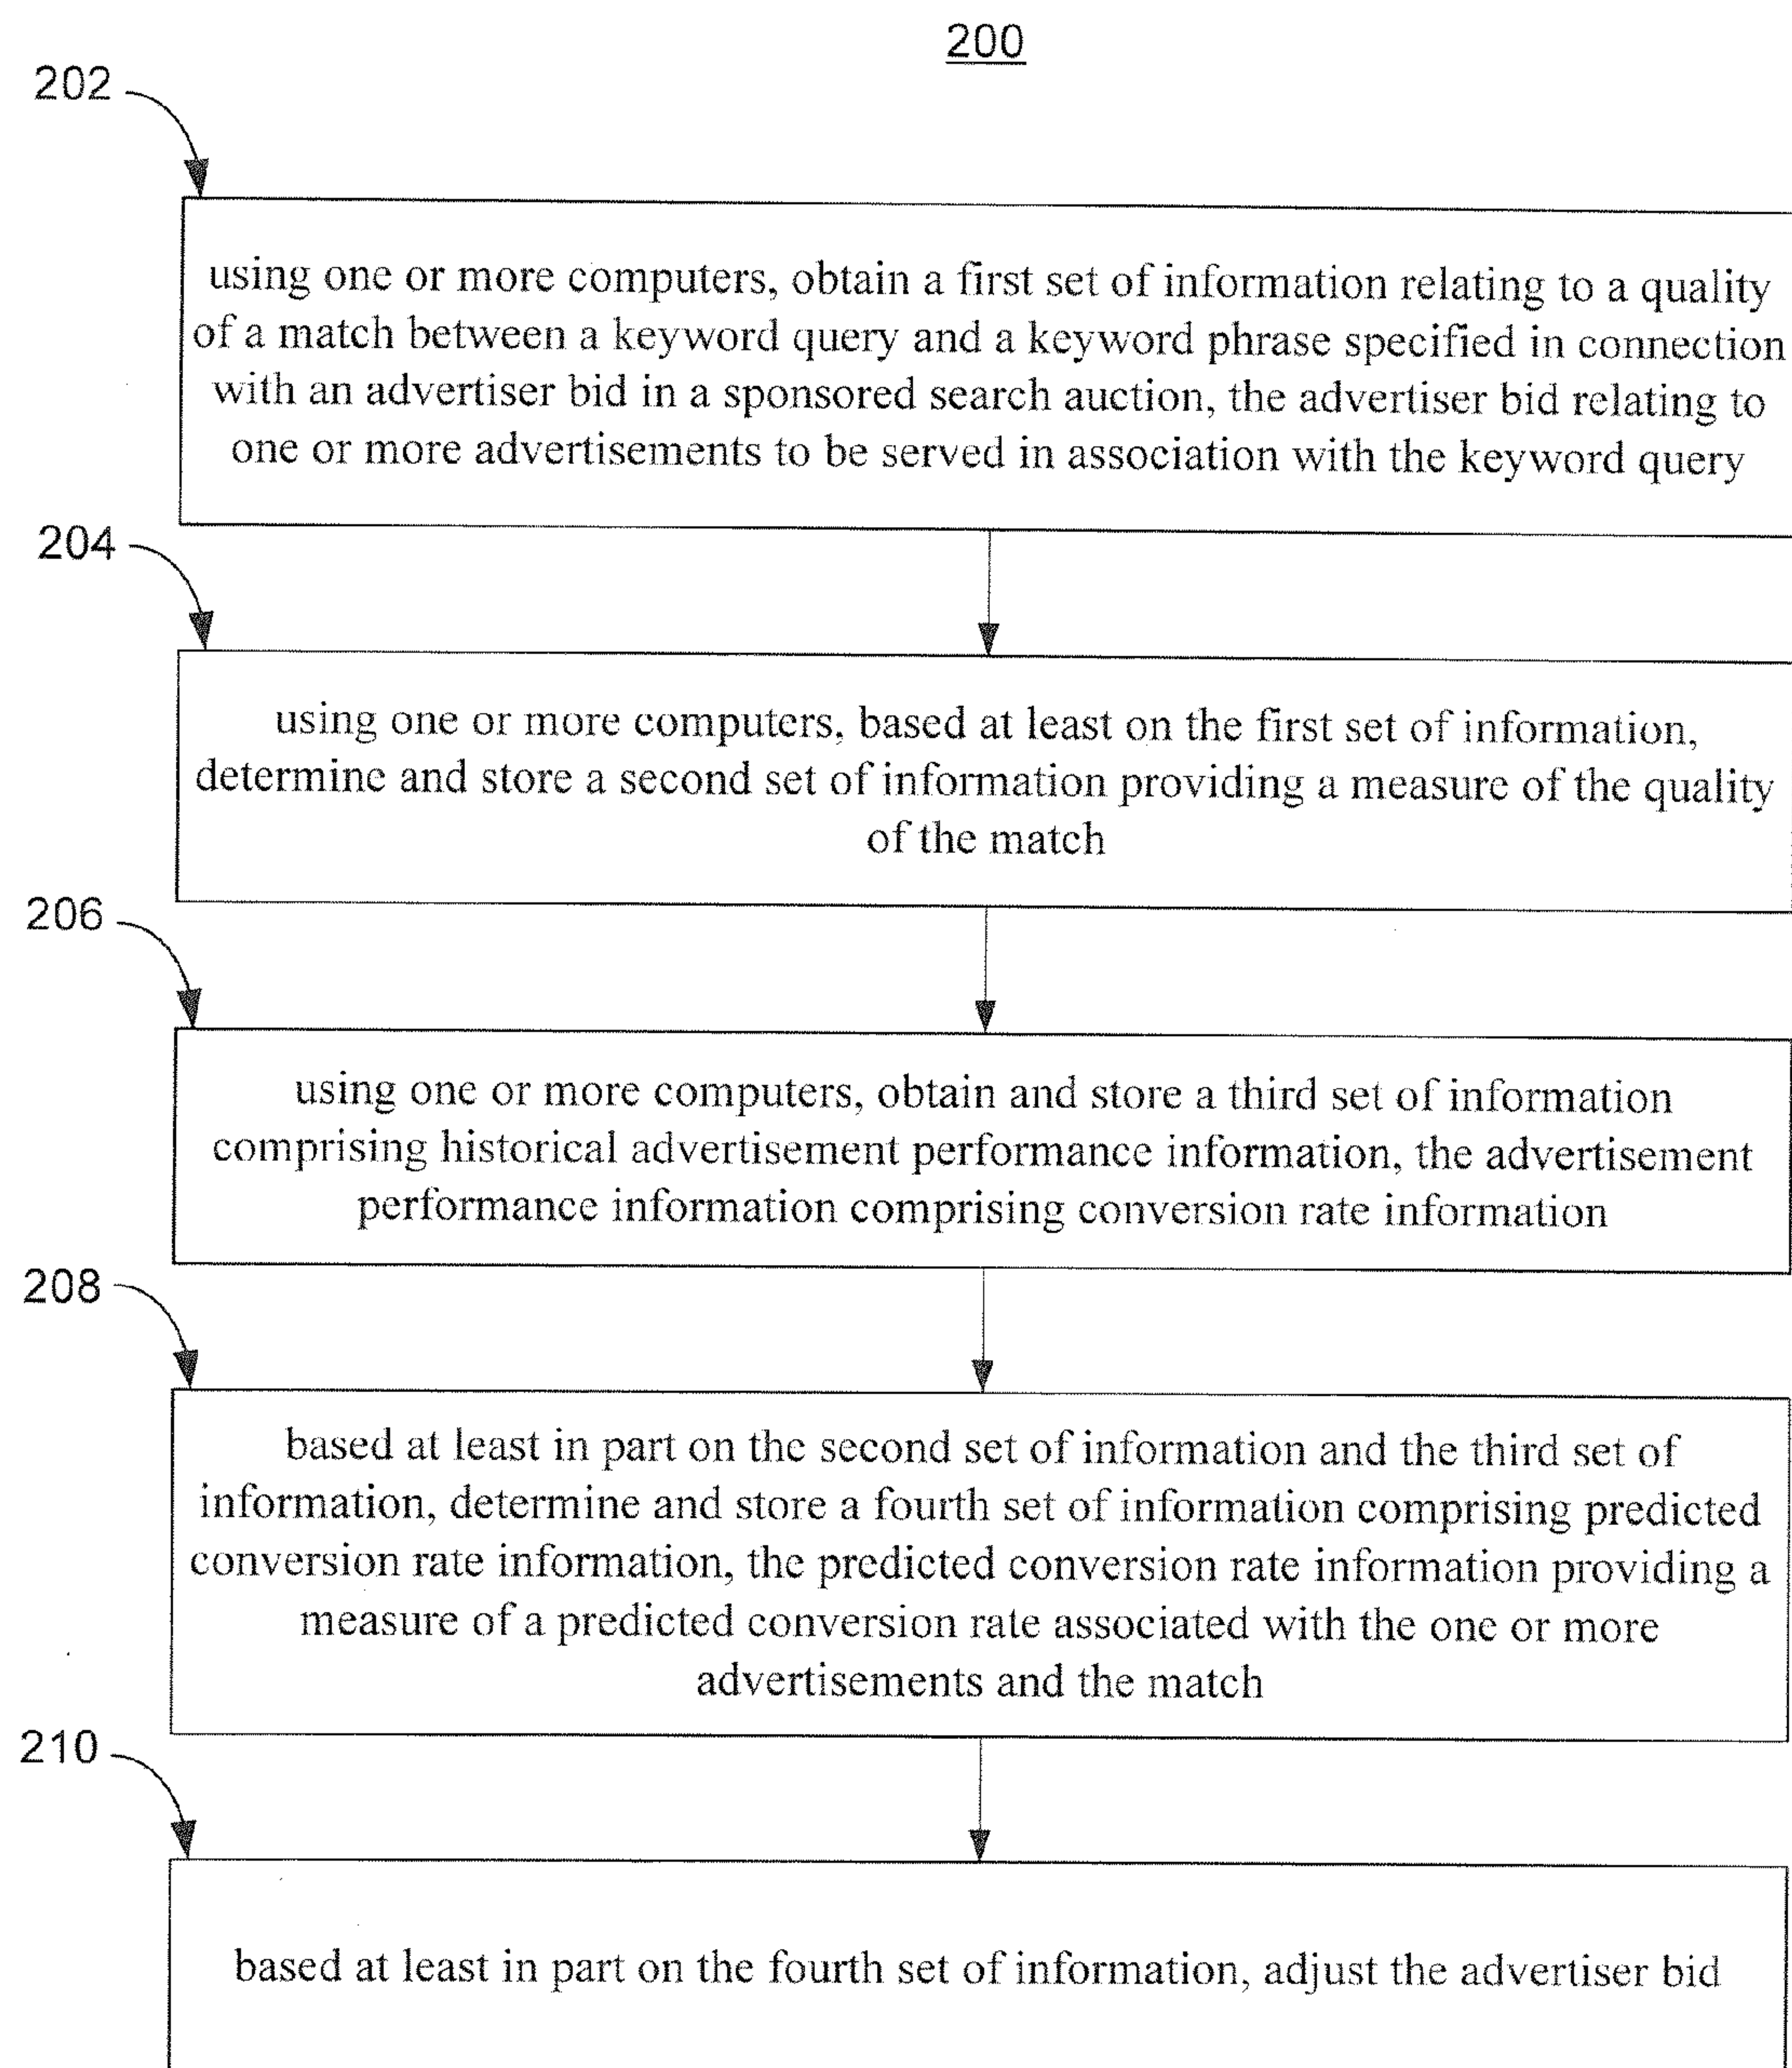 200
202
using one or more computers, obtain a first set of information relating to a quality
of a match between a keyword query and a keyword phrase specified in connection
with an advertiser bid in a sponsored search auction, the advertiser bid relating to
one or more advertisements to be served in association with the keyword query
204
using one or more computers, based at least on the first set of information,
determine and store a second set of information providing a measure of the quality
of the match
206
using one or more computers, obtain and store a third set of information
comprising historical advertisement performance information, the advertisement
performance information comprising conversion rate information
208
based at least in part on the second set of information and the third set of
information, determine and store a fourth set of information comprising predicted
conversion rate information, the predicted conversion rate information providing a
measure of a predicted conversion rate associated with the one or more
advertisements and the match
210
based at least in part on the fourth set of information, adjust the advertiser bid